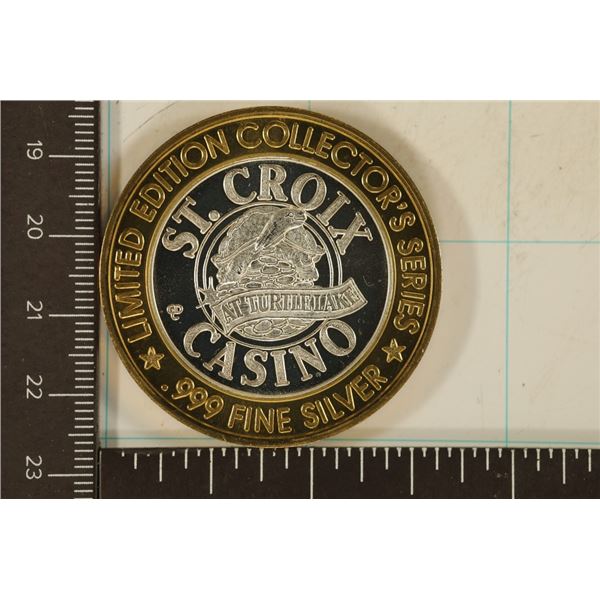 LIMITED EDITION COLLECTOR'S SERIES
ST. CROIX
AT TURTLE LAKE
CASINO
.999 FINE SILVER
19
20
21
22
23